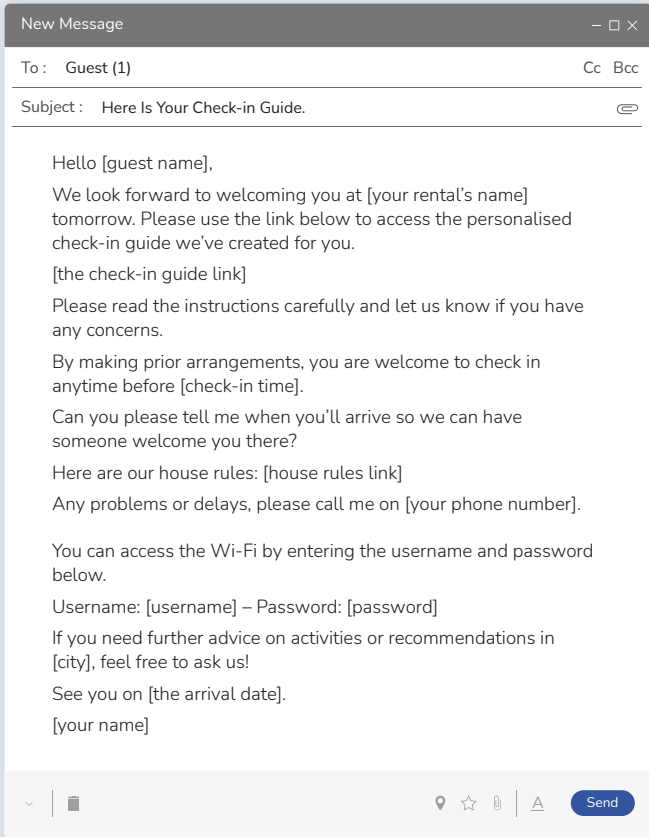 New Message
To : Guest (1) Cc Bcc
Subject : Here Is Your Check-in Guide.
Hello [guest name],
We look forward to welcoming you at [your rental's name]
tomorrow. Please use the link below to access the personalised
check-in guide we've created for you.
[the check-in guide link]
Please read the instructions carefully and let us know if you have
any concerns.
By making prior arrangements, you are welcome to check in
anytime before [check-in time].
Can you please tell me when you'll arrive so we can have
someone welcome you there?
Here are our house rules: [house rules link]
Any problems or delays, please call me on [your phone number].
You can access the Wi-Fi by entering the username and password
below.
Username: [username] – Password: [password]
If you need further advice on activities or recommendations in
[city], feel free to ask us!
See you on [the arrival date].
[your name]
A Send